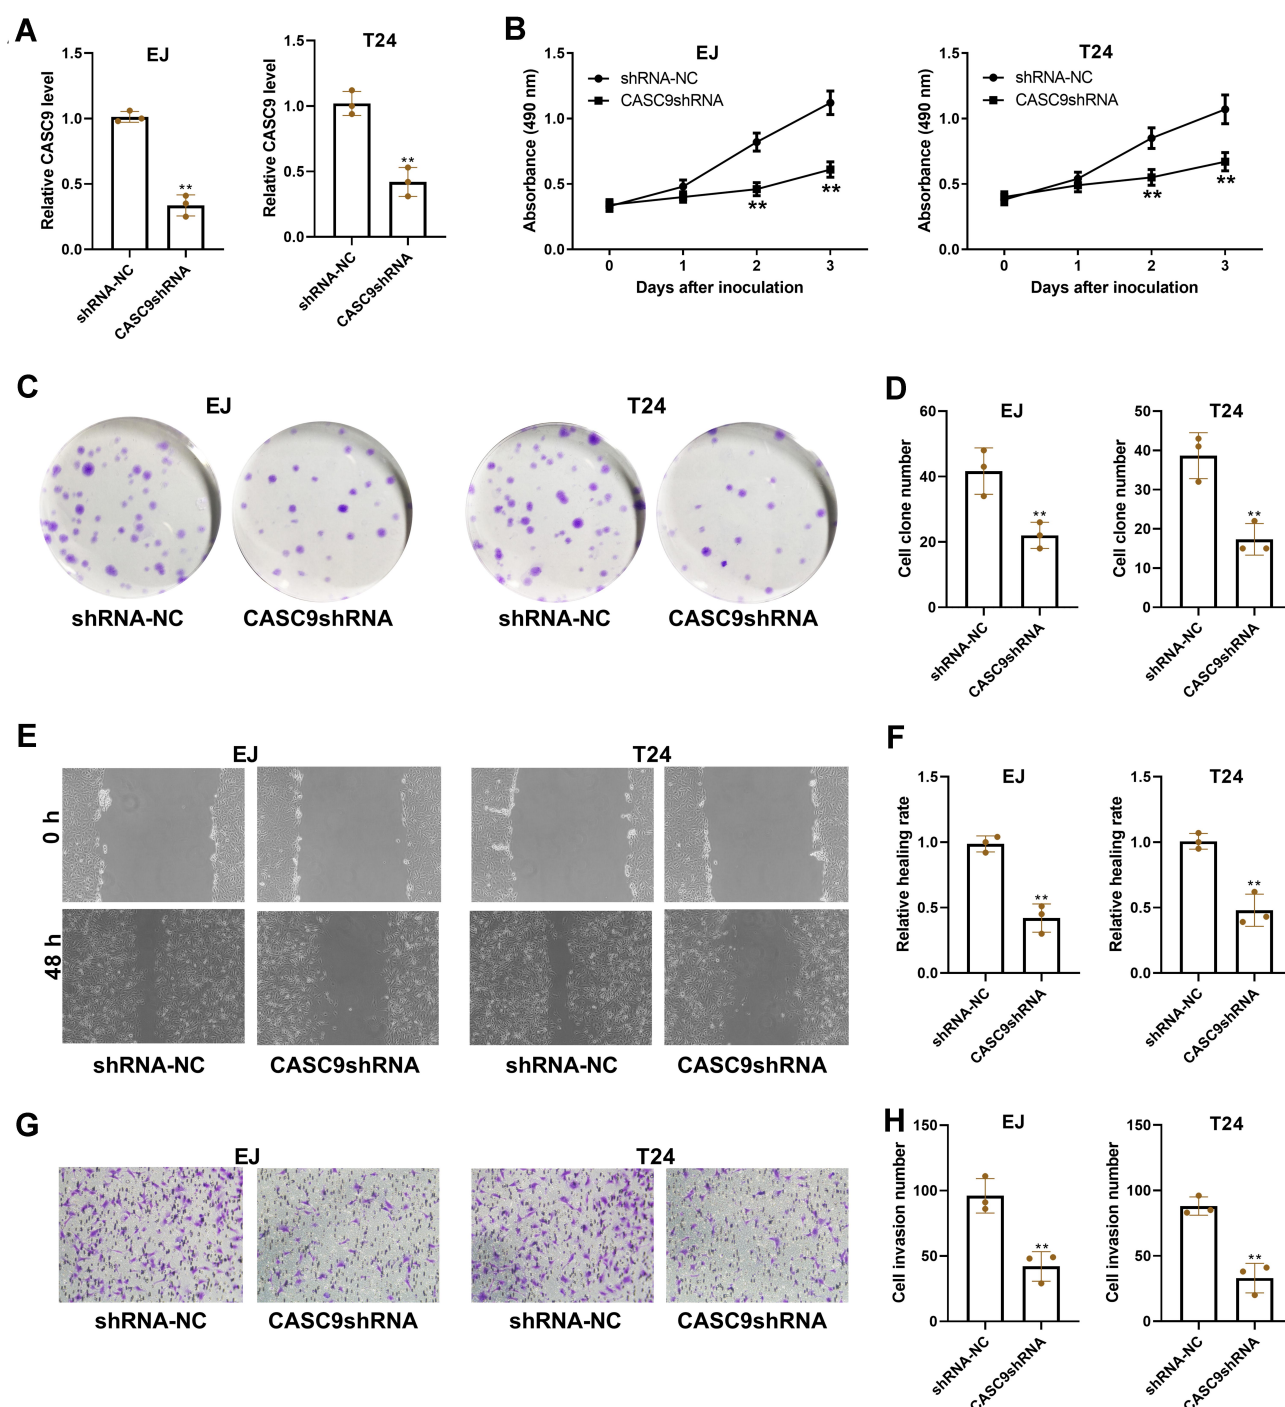 A
EJ
Relative CASC9 level
1.5
1.0
0.5
0.0
**
shRNA-NC
CASC9shRNA
T24
Relative CASC9 level
1.5
1.0
0.5
0.0
**
shRNA-NC
CASC9shRNA
B
EJ
Absorbance (490 nm)
1.5
1.0
0.5
0.0
shRNA-NC
CASC9shRNA
**
**
0 1 2 3
Days after inoculation
T24
Absorbance (490 nm)
1.5
1.0
0.5
0.0
shRNA-NC
CASC9shRNA
**
**
0 1 2 3
Days after inoculation
C
EJ
T24
shRNA-NC
CASC9shRNA
shRNA-NC
CASC9shRNA
D
EJ
Cell clone number
60
40
20
0
**
shRNA-NC
CASC9shRNA
T24
Cell clone number
50
40
30
20
10
0
**
shRNA-NC
CASC9shRNA
E
EJ
T24
0 h
48 h
shRNA-NC
CASC9shRNA
shRNA-NC
CASC9shRNA
F
EJ
Relative healing rate
1.5
1.0
0.5
0.0
**
shRNA-NC
CASC9shRNA
T24
Relative healing rate
1.5
1.0
0.5
0.0
**
shRNA-NC
CASC9shRNA
G
EJ
T24
shRNA-NC
CASC9shRNA
shRNA-NC
CASC9shRNA
H
EJ
Cell invasion number
150
100
50
0
**
shRNA-NC
CASC9shRNA
T24
Cell invasion number
150
100
50
0
**
shRNA-NC
CASC9shRNA